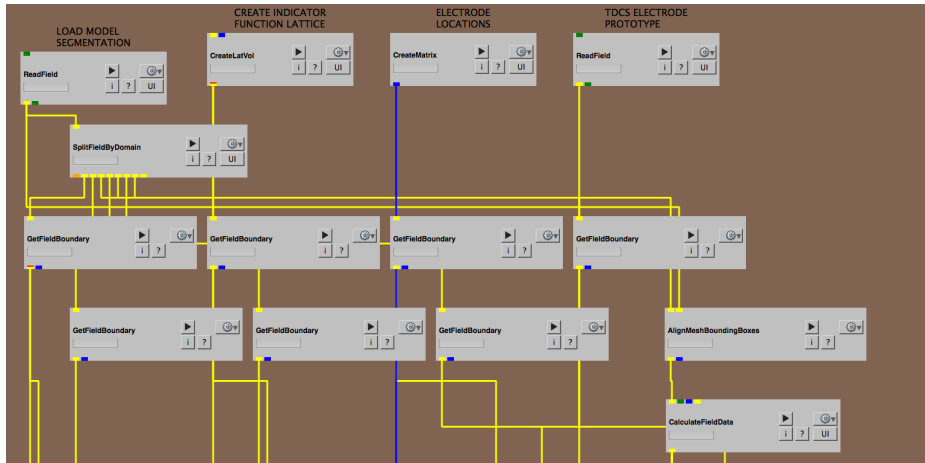 LOAD MODEL
SEGMENTATION
CREATE INDICATOR
FUNCTION LATTICE
ELECTRODE
LOCATIONS
TDCS ELECTRODE
PROTOTYPE
ReadField
i ? UI
CreateLatVol
i ? UI
CreateMatrix
i ? UI
ReadField
i ? UI
SplitFieldByDomain
i ? UI
GetFieldBoundary
i ?
GetFieldBoundary
i ?
GetFieldBoundary
i ?
GetFieldBoundary
i ?
GetFieldBoundary
i ?
GetFieldBoundary
i ?
GetFieldBoundary
i ?
AlignMeshBoundingBoxes
i ?
CalculateFieldData
i ? UI